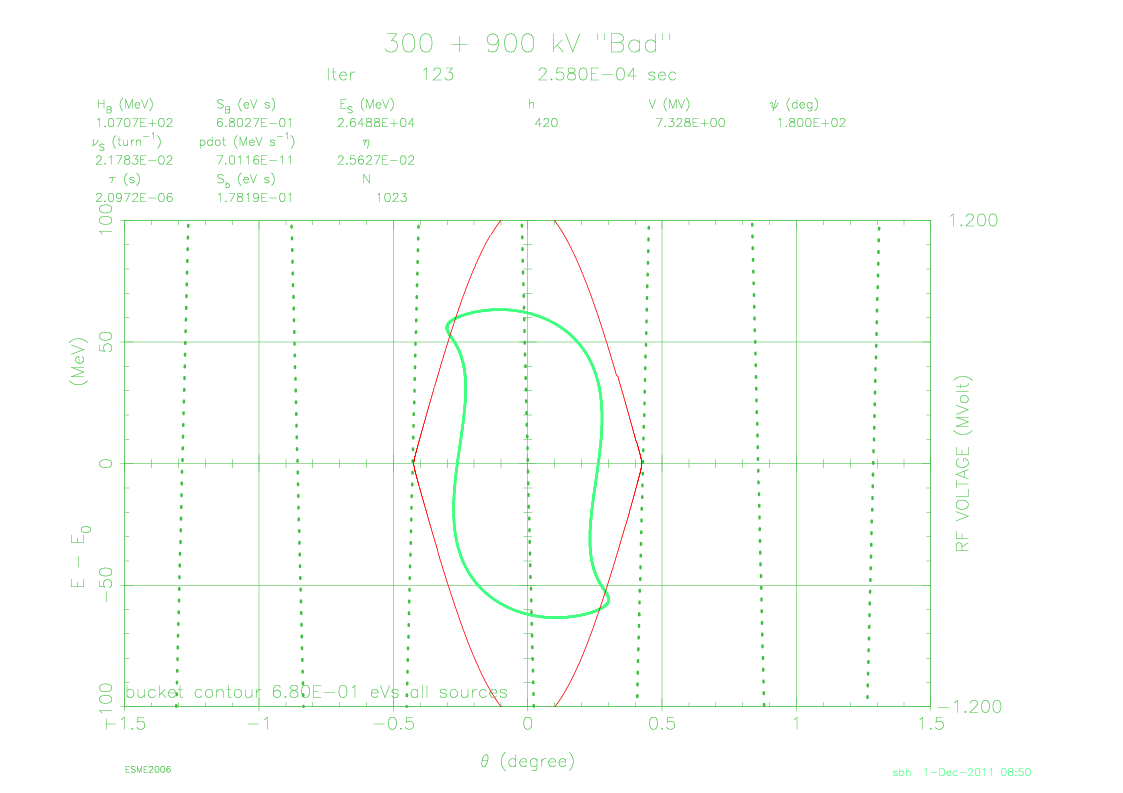 300 + 900 kV "Bad"
Iter 123 2.580E-04 sec
H_B (MeV) S_B (eV s) E_S (MeV) h V (MV) ψ (deg)
1.0707E+02 6.8027E-01 2.6488E+04 420 7.328E+00 1.800E+02
ν_S (turn^-1) pdot (MeV s^-1) η
2.1783E-02 7.0116E-11 2.5627E-02
τ (s) S_b (eV s) N
2.0972E-06 1.7819E-01 1023
100 1.200
50
0
-50
-100 -1.200
E - E_0 (MeV)
RF VOLTAGE (MVolt)
bucket contour 6.80E-01 eVs all sources
-1.5 -1 -0.5 0 0.5 1 1.5
θ (degree)
ESME2006 sbh 1-Dec-2011 08:50